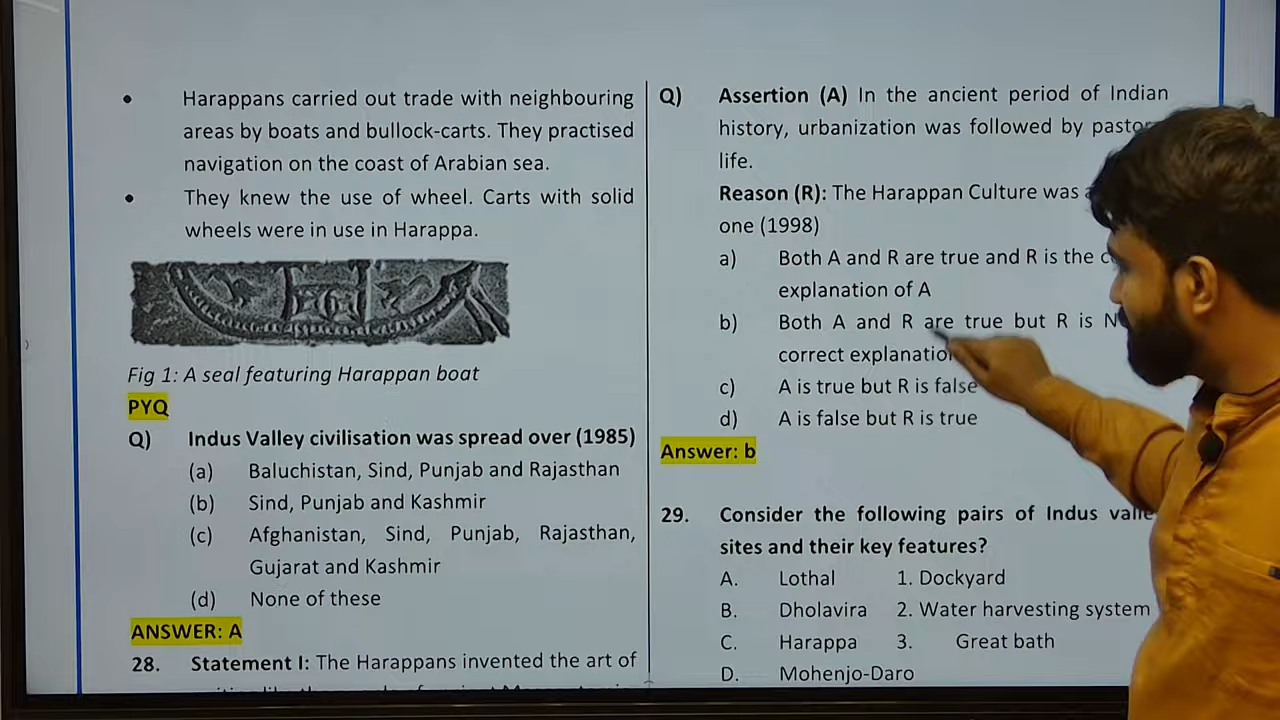 • Harappans carried out trade with neighbouring
areas by boats and bullock-carts. They practised
navigation on the coast of Arabian sea.
• They knew the use of wheel. Carts with solid
wheels were in use in Harappa.
Fig 1: A seal featuring Harappan boat
PYQ
Q) Indus Valley civilisation was spread over (1985)
(a) Baluchistan, Sind, Punjab and Rajasthan
(b) Sind, Punjab and Kashmir
(c) Afghanistan, Sind, Punjab, Rajasthan,
Gujarat and Kashmir
(d) None of these
ANSWER: A
28. Statement I: The Harappans invented the art of
Q) Assertion (A) In the ancient period of Indian
history, urbanization was followed by
life.
Reason (R): The Harappan Culture was
one (1998)
a) Both A and R are true and R is the
explanation of A
b) Both A and R are true but R is
correct
c) A is true but R is false
d) A is false but R is true
Answer: b
29. Consider the following pairs of Indus
sites and their key features?
A. Lothal 1. Dockyard
B. Dholavira 2. Water harvesting system
C. Harappa 3. Great bath
D. Mohenjo-Daro